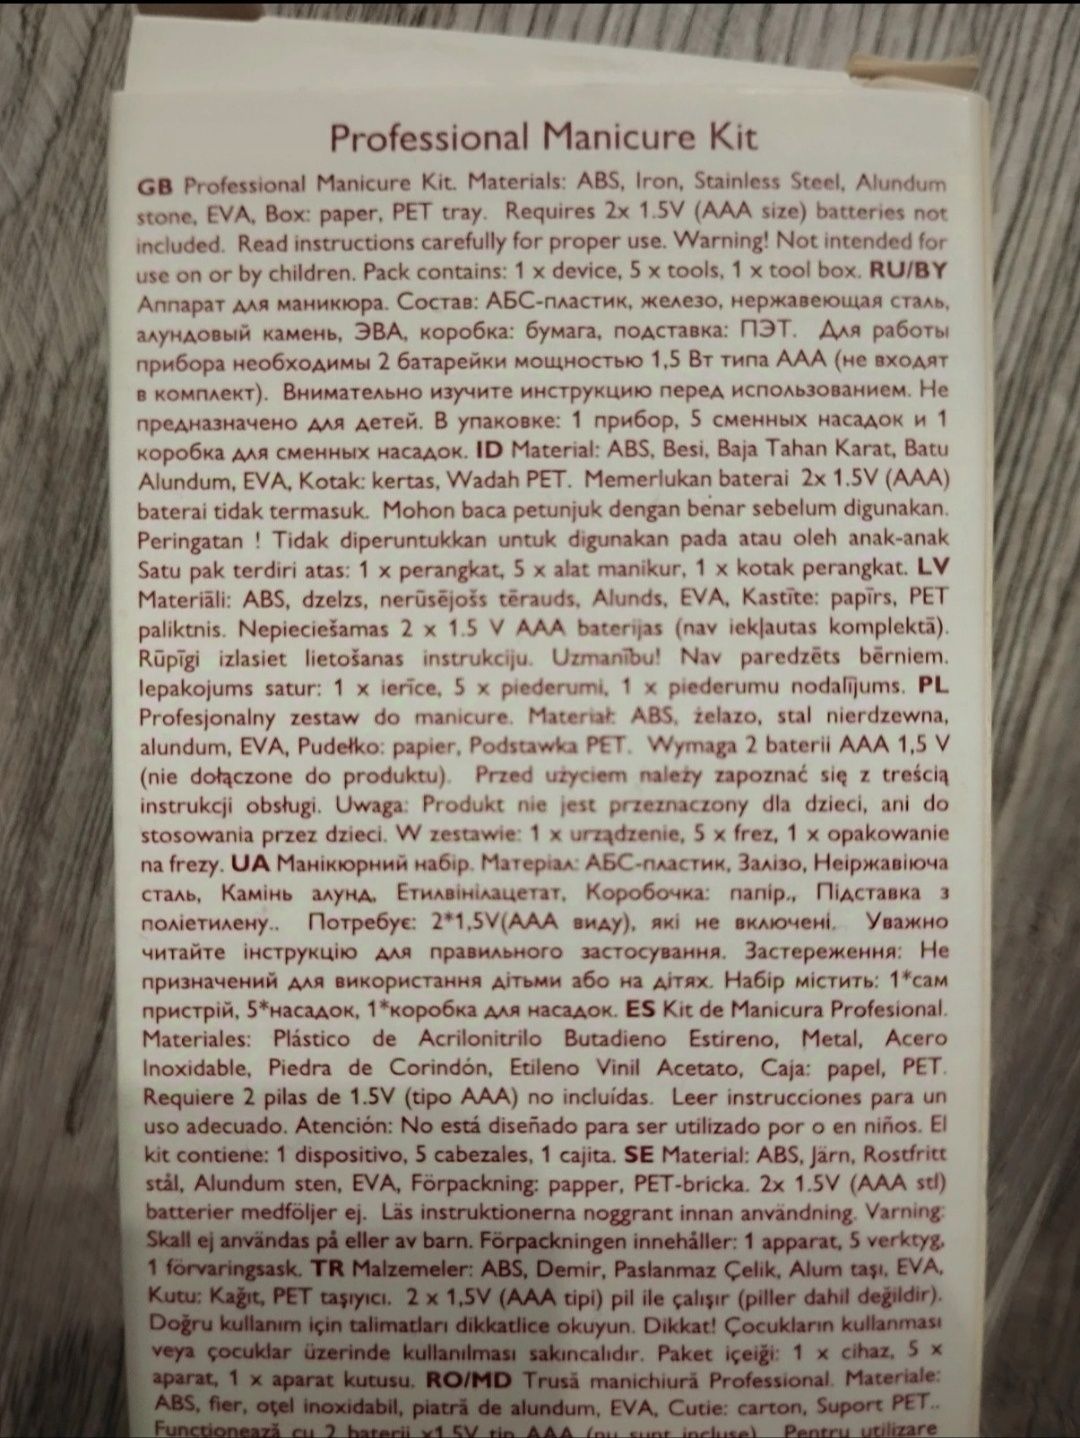 Professional Manicure Kit
GB Professional Manicure Kit. Materials: ABS, Iron, Stainless Steel, Alundum
stone, EVA, Box: paper, PET tray. Requires 2x 1.5V (AAA size) batteries not
included. Read instructions carefully for proper use. Warning! Not intended for
use on or by children. Pack contains: 1 x device, 5 x tools, 1 x tool box. RU/BY
Аппарат для маникюра. Состав: АБС-пластик, железо, нержавеющая сталь,
алундовый камень, ЭВА, коробка: бумага, подставка: ПЭТ. Для работы
прибора необходимы 2 батарейки мощностью 1,5 Вт типа ААА (не входят
в комплект). Внимательно изучите инструкцию перед использованием. Не
предназначено для детей. В упаковке: 1 прибор, 5 сменных насадок и 1
коробка для сменных насадок. ID Material: ABS, Besi, Baja Tahan Karat, Batu
Alundum, EVA, Kotak: kertas, Wadah PET. Memerlukan baterai 2x 1.5V (AAA)
baterai tidak termasuk. Mohon baca petunjuk dengan benar sebelum digunakan.
Peringatan ! Tidak diperuntukkan untuk digunakan pada atau oleh anak-anak
Satu pak terdiri atas: 1 x perangkat, 5 x alat manikur, 1 x kotak perangkat. LV
Materiāli: ABS, dzelzs, nerūsējošs tērauds, Alunds, EVA, Kastīte: papīrs, PET
paliktnis. Nepieciešamas 2 x 1.5 V AAA baterijas (nav iekļautas komplektā).
Rūpīgi izlasiet lietošanas instrukciju. Uzmanību! Nav paredzēts bērniem.
Iepakojums satur: 1 x ierīce, 5 x piederumi, 1 x piederumu nodalījums. PL
Profesjonalny zestaw do manicure. Materiał: ABS, żelazo, stal nierdzewna,
alundum, EVA, Pudełko: papier, Podstawka PET. Wymaga 2 baterii AAA 1,5 V
(nie dołączone do produktu). Przed użyciem należy zapoznać się z treścią
instrukcji obsługi. Uwaga: Produkt nie jest przeznaczony dla dzieci, ani do
stosowania przez dzieci. W zestawie: 1 x urządzenie, 5 x frez, 1 x opakowanie
na frezy. UA Манікюрний набір. Матеріал: АБС-пластик, Залізо, Неіржавіюча
сталь, Камінь алунд, Етилвінілацетат, Коробочка: папір., Підставка з
поліетилену.. Потребує: 2*1,5V(AAA виду), які не включені. Уважно
читайте інструкцію для правильного застосування. Застереження: Не
призначений для використання дітьми або на дітях. Набір містить: 1*сам
пристрій, 5*насадок, 1*коробка для насадок. ES Kit de Manicura Profesional.
Materiales: Plástico de Acrilonitrilo Butadieno Estireno, Metal, Acero
Inoxidable, Piedra de Corindón, Etileno Vinil Acetato, Caja: papel, PET.
Requiere 2 pilas de 1.5V (tipo AAA) no incluídas. Leer instrucciones para un
uso adecuado. Atención: No está diseñado para ser utilizado por o en niños. El
kit contiene: 1 dispositivo, 5 cabezales, 1 cajita. SE Material: ABS, Järn, Rostfritt
stål, Alundum sten, EVA, Förpackning: papper, PET-bricka. 2x 1.5V (AAA stl)
batterier medföljer ej. Läs instruktionerna noggrant innan användning. Varning:
Skall ej användas på eller av barn. Förpackningen innehåller: 1 apparat, 5 verktyg,
1 förvaringsask. TR Malzemeler: ABS, Demir, Paslanmaz Çelik, Alum taşı, EVA,
Kutu: Kağıt, PET taşıyıcı. 2 x 1,5V (AAA tipi) pil ile çalışır (piller dahil değildir).
Doğru kullanım için talimatları dikkatlice okuyun. Dikkat! Çocukların kullanması
veya çocuklar üzerinde kullanılması sakıncalıdır. Paket içeiği: 1 x cihaz, 5 x
aparat, 1 x aparat kutusu. RO/MD Trusă manichiură Professional. Materiale:
ABS, fier, oțel inoxidabil, piatră de alundum, EVA, Cutie: carton, Suport PET..
Funcționează cu 2 baterii x1.5V tip AAA (nu sunt incluse). Pentru utilizare